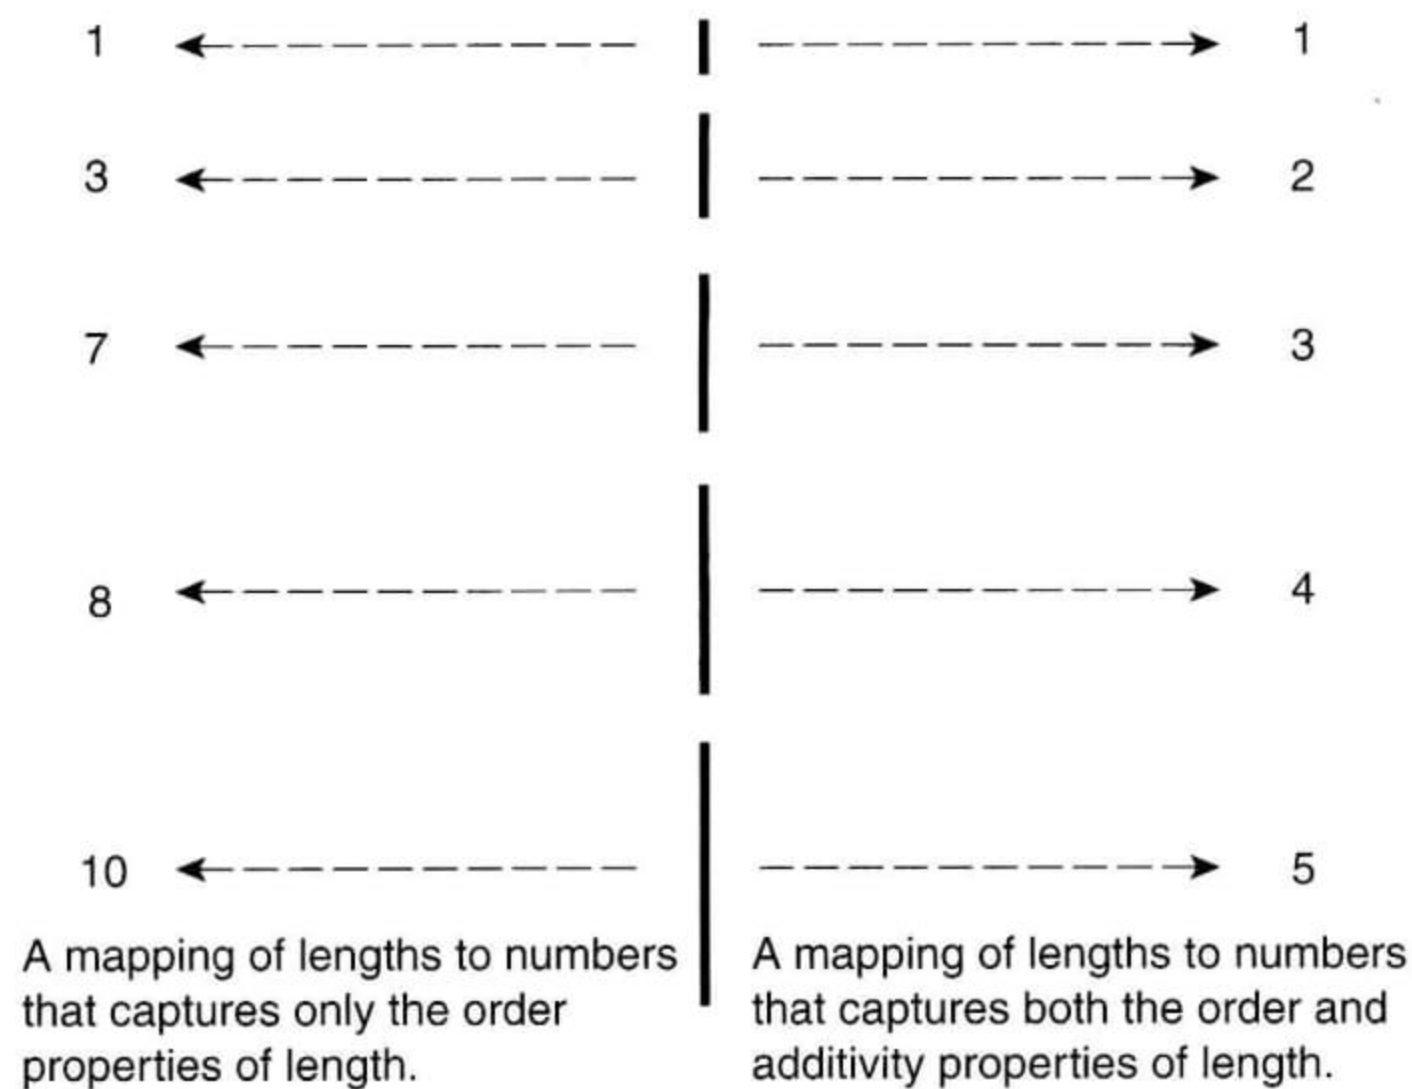 1 1
3 2
7 3
8 4
10 5
A mapping of lengths to numbers
that captures only the order
properties of length.
A mapping of lengths to numbers
that captures both the order and
additivity properties of length.